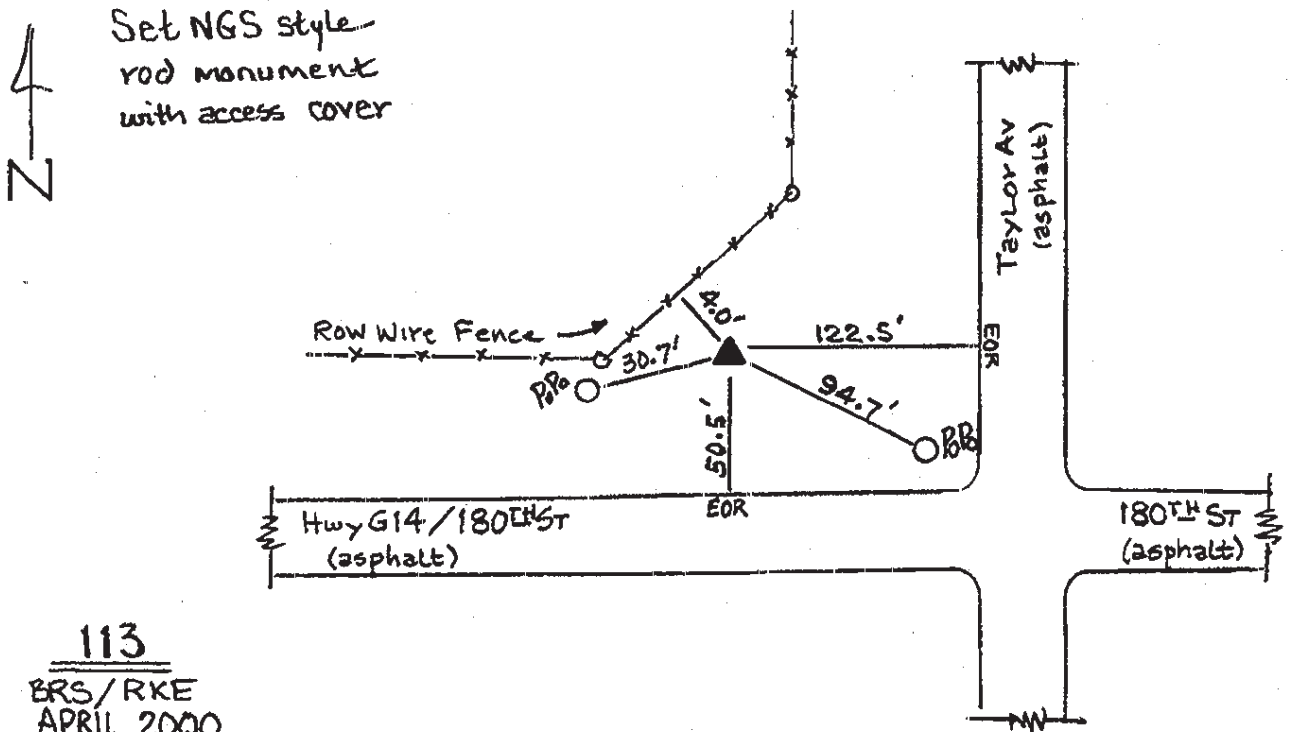 Set NGS style
rod monument
with access cover
N
Taylor Av
(asphalt)
Row Wire Fence
4.0'
30.7'
122.5'
EOR
P.Po
94.7'
PoPo
50.5'
EOR
Hwy G14/180TH ST
(asphalt)
180TH ST
(asphalt)
113
BRS/RKE
APRIL 2000